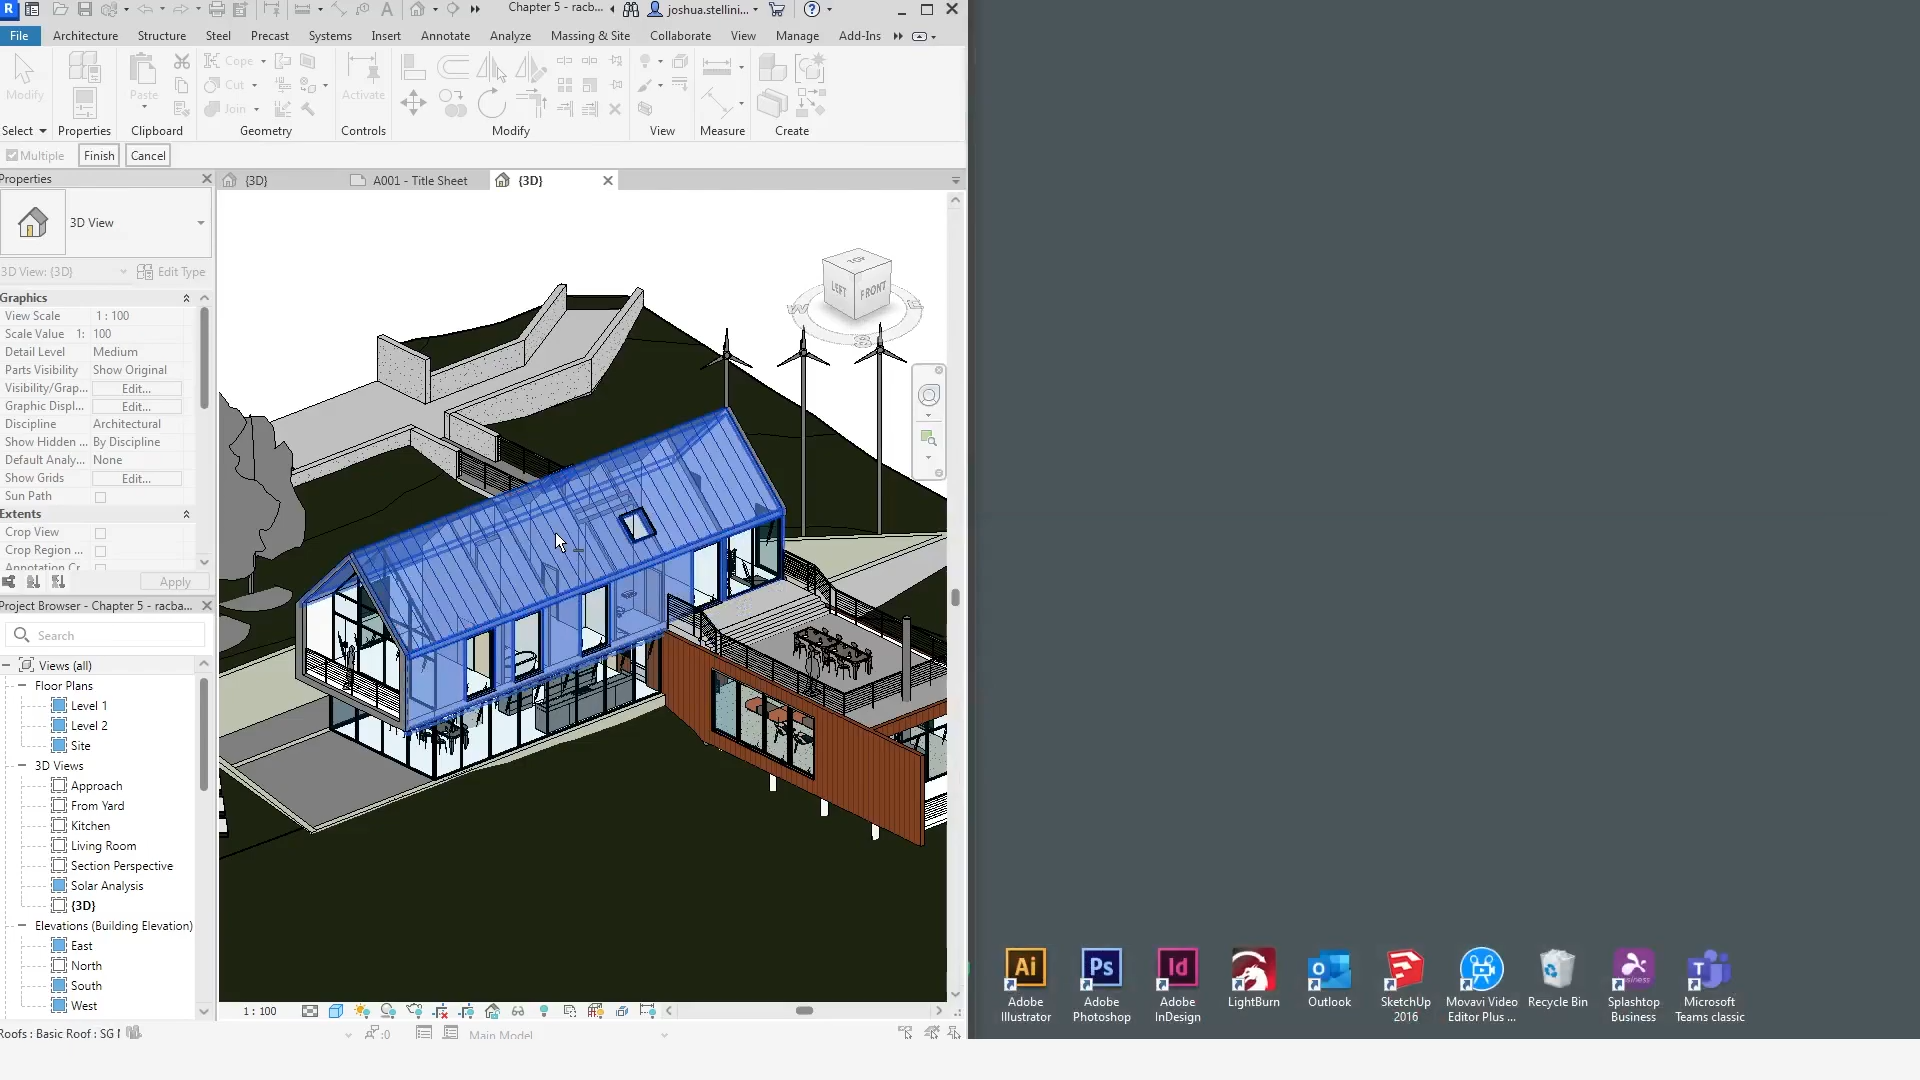 R Chapter 5 - racb... joshua.stellini...
File Architecture Structure Steel Precast Systems Insert Annotate Analyze Massing & Site Collaborate View Manage Add-Ins
Modify Paste Cope Cut Join Activate
Select Properties Clipboard Geometry Controls Modify View Measure Create
Multiple Finish Cancel
Properties
{3D} A001 - Title Sheet {3D}
3D View
3D View: {3D} Edit Type
Graphics
View Scale 1 : 100
Scale Value 1: 100
Detail Level Medium
Parts Visibility Show Original
Visibility/Grap... Edit...
Graphic Displ... Edit...
Discipline Architectural
Show Hidden ... By Discipline
Default Analy... None
Show Grids Edit...
Sun Path
Extents
Crop View
Crop Region ...
Annotation Cr
Apply
TOP
LEFT FRONT
W S
Project Browser - Chapter 5 - racba...
Search
Views (all)
Floor Plans
Level 1
Level 2
Site
3D Views
Approach
From Yard
Kitchen
Living Room
Section Perspective
Solar Analysis
{3D}
Elevations (Building Elevation)
East
North
South
West
1 : 100
Roofs : Basic Roof : SG :0 Main Model
Ai
Adobe
Illustrator
Ps
Adobe
Photoshop
Id
Adobe
InDesign
LightBurn
Outlook
SketchUp
2016
Movavi Video
Editor Plus ...
Recycle Bin
Splashtop
Business
Microsoft
Teams classic